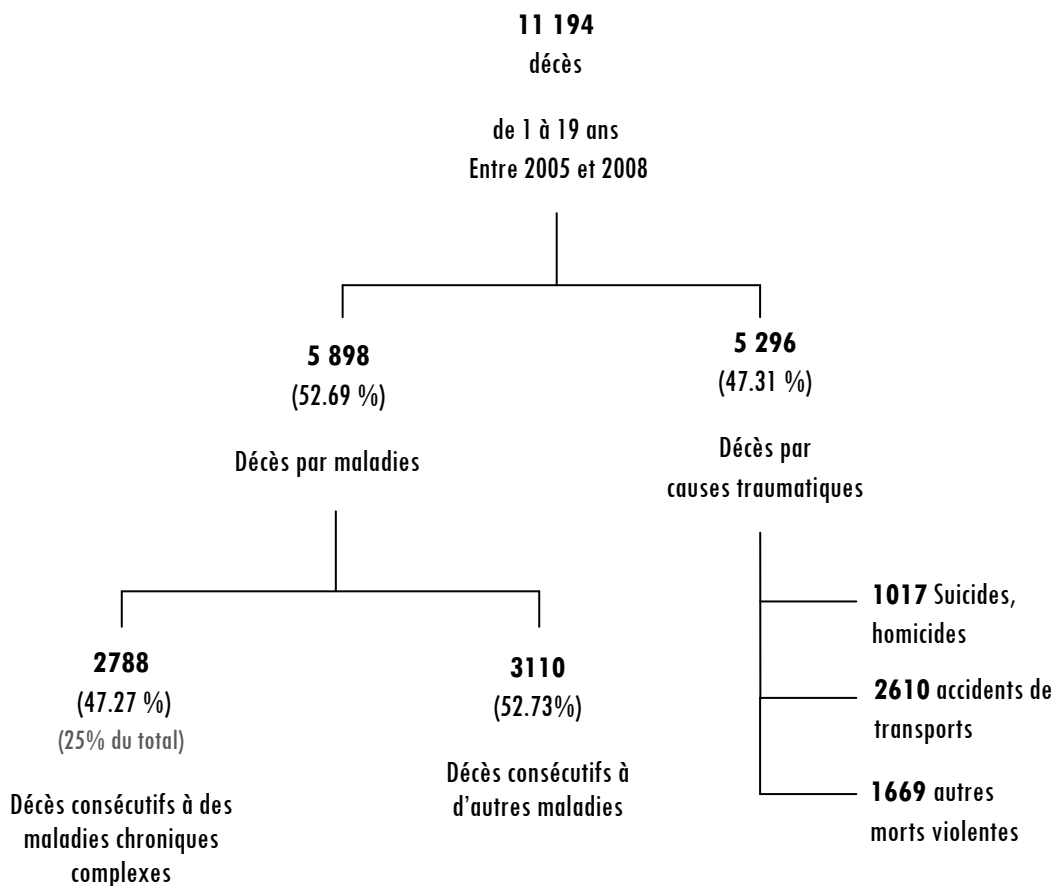 11 194
décès
de 1 à 19 ans
Entre 2005 et 2008
5 898
(52.69 %)
Décès par maladies
5 296
(47.31 %)
Décès par
causes traumatiques
2788
(47.27 %)
(25% du total)
Décès consécutifs à des
maladies chroniques
complexes
3110
(52.73%)
Décès consécutifs à
d’autres maladies
1017 Suicides,
homicides
2610 accidents de
transports
1669 autres
morts violentes